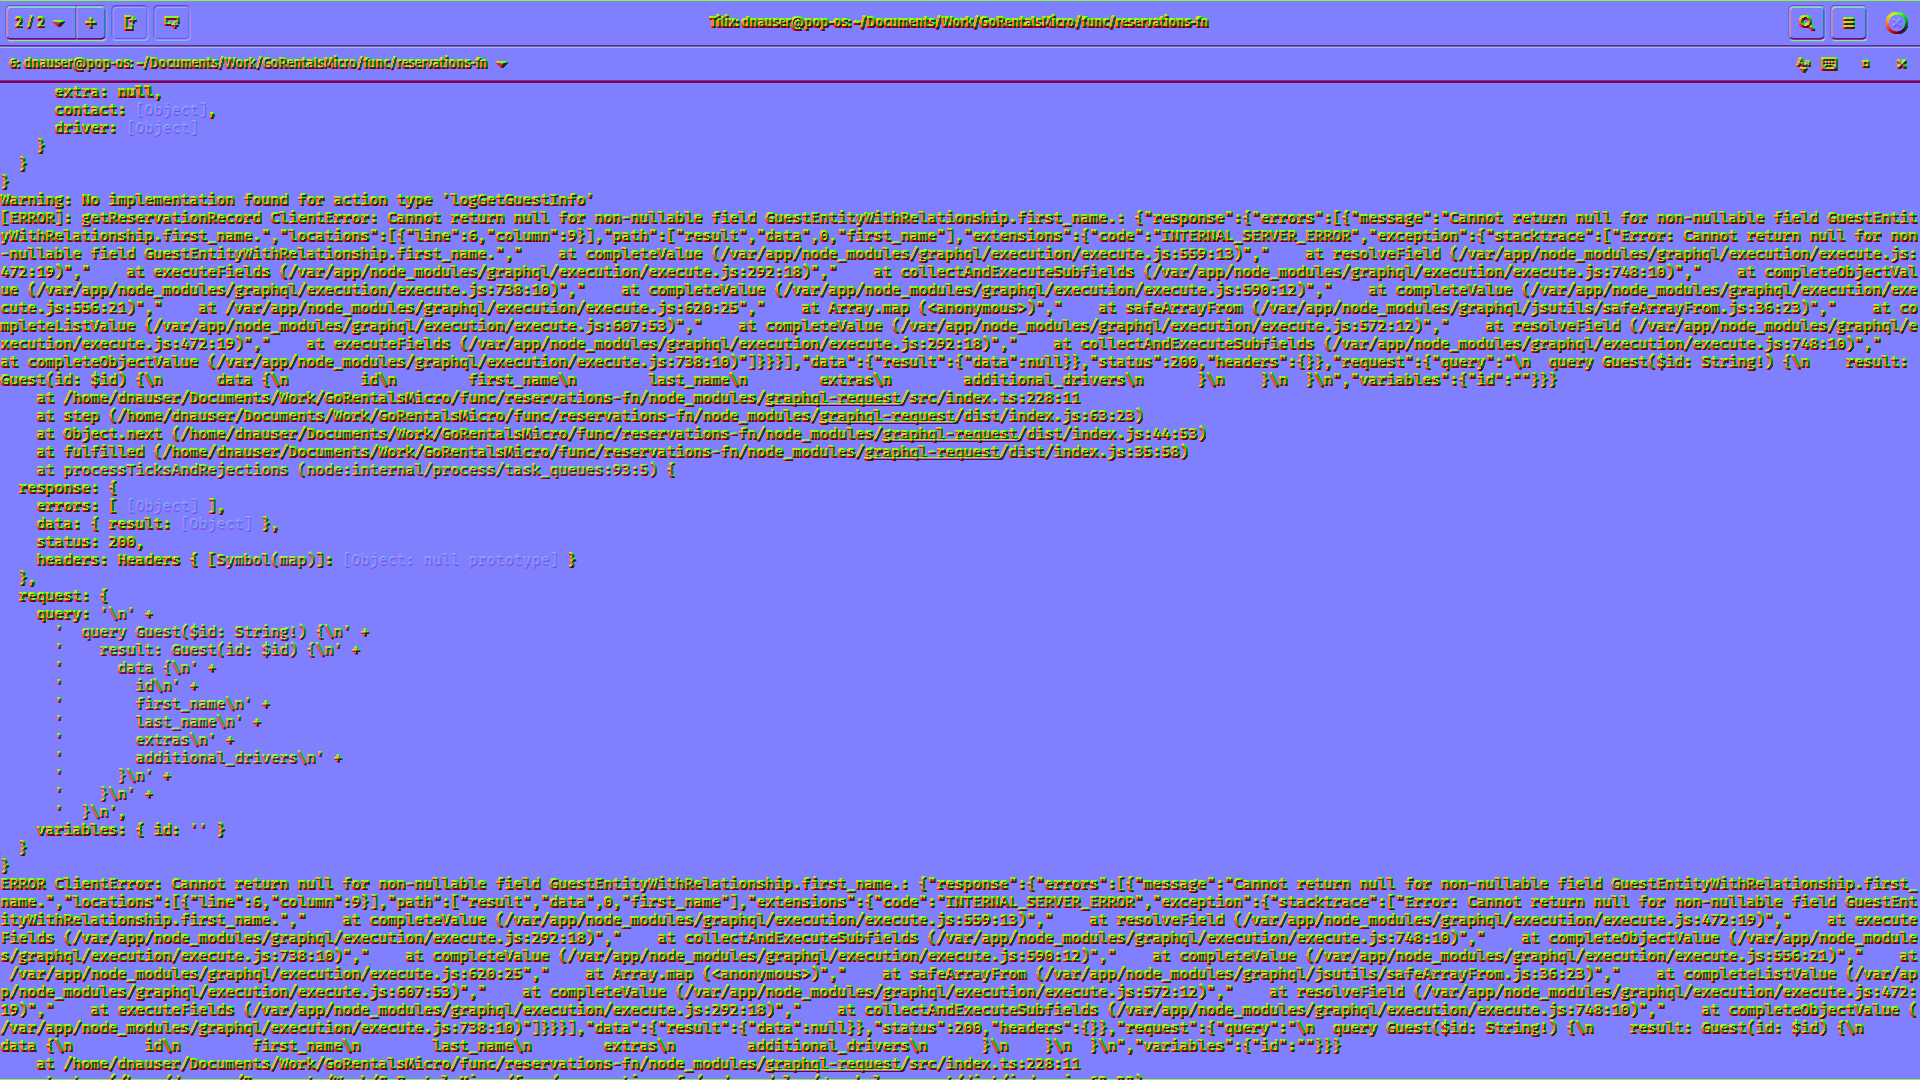 2 / 2
Tilix: dnauser@pop-os: ~/Documents/Work/GoRentalsMicro/func/reservations-fn
6: dnauser@pop-os: ~/Documents/Work/GoRentalsMicro/func/reservations-fn
extra: null,
contact: [Object],
driver: [Object]
}
}
}
Warning: No implementation found for action type 'logGetGuestInfo'
[ERROR]: getReservationRecord ClientError: Cannot return null for non-nullable field GuestEntityWithRelationship.first_name.: {"response":{"errors":[{"message":"Cannot return null for non-nullable field GuestEntit
yWithRelationship.first_name.","locations":[{"line":6,"column":9}],"path":["result","data",0,"first_name"],"extensions":{"code":"INTERNAL_SERVER_ERROR","exception":{"stacktrace":["Error: Cannot return null for non
-nullable field GuestEntityWithRelationship.first_name.","    at completeValue (/var/app/node_modules/graphql/execution/execute.js:559:13)","    at resolveField (/var/app/node_modules/graphql/execution/execute.js:
472:19)","    at executeFields (/var/app/node_modules/graphql/execution/execute.js:292:18)","    at collectAndExecuteSubfields (/var/app/node_modules/graphql/execution/execute.js:748:10)","    at completeObjectVal
ue (/var/app/node_modules/graphql/execution/execute.js:738:10)","    at completeValue (/var/app/node_modules/graphql/execution/execute.js:590:12)","    at completeValue (/var/app/node_modules/graphql/execution/exe
cute.js:556:21)","    at /var/app/node_modules/graphql/execution/execute.js:620:25","    at Array.map (<anonymous>)","    at safeArrayFrom (/var/app/node_modules/graphql/jsutils/safeArrayFrom.js:36:23)","    at co
mpleteListValue (/var/app/node_modules/graphql/execution/execute.js:607:53)","    at completeValue (/var/app/node_modules/graphql/execution/execute.js:572:12)","    at resolveField (/var/app/node_modules/graphql/e
xecution/execute.js:472:19)","    at executeFields (/var/app/node_modules/graphql/execution/execute.js:292:18)","    at collectAndExecuteSubfields (/var/app/node_modules/graphql/execution/execute.js:748:10)","
at completeObjectValue (/var/app/node_modules/graphql/execution/execute.js:738:10)"]}}}],"data":{"result":{"data":null}},"status":200,"headers":{}},"request":{"query":"\n  query Guest($id: String!) {\n    result:
Guest(id: $id) {\n      data {\n        id\n        first_name\n        last_name\n        extras\n        additional_drivers\n      }\n    }\n  }\n","variables":{"id":""}}}
at /home/dnauser/Documents/Work/GoRentalsMicro/func/reservations-fn/node_modules/graphql-request/src/index.ts:228:11
at step (/home/dnauser/Documents/Work/GoRentalsMicro/func/reservations-fn/node_modules/graphql-request/dist/index.js:63:23)
at Object.next (/home/dnauser/Documents/Work/GoRentalsMicro/func/reservations-fn/node_modules/graphql-request/dist/index.js:44:53)
at fulfilled (/home/dnauser/Documents/Work/GoRentalsMicro/func/reservations-fn/node_modules/graphql-request/dist/index.js:35:58)
at processTicksAndRejections (node:internal/process/task_queues:93:5) {
response: {
errors: [ [Object] ],
data: { result: [Object] },
status: 200,
headers: Headers { [Symbol(map)]: [Object: null prototype] }
},
request: {
query: '\n' +
'  query Guest($id: String!) {\n' +
'    result: Guest(id: $id) {\n' +
'      data {\n' +
'        id\n' +
'        first_name\n' +
'        last_name\n' +
'        extras\n' +
'        additional_drivers\n' +
'      }\n' +
'    }\n' +
'  }\n',
variables: { id: '' }
}
}
ERROR ClientError: Cannot return null for non-nullable field GuestEntityWithRelationship.first_name.: {"response":{"errors":[{"message":"Cannot return null for non-nullable field GuestEntityWithRelationship.first_
name.","locations":[{"line":6,"column":9}],"path":["result","data",0,"first_name"],"extensions":{"code":"INTERNAL_SERVER_ERROR","exception":{"stacktrace":["Error: Cannot return null for non-nullable field GuestEnt
ityWithRelationship.first_name.","    at completeValue (/var/app/node_modules/graphql/execution/execute.js:559:13)","    at resolveField (/var/app/node_modules/graphql/execution/execute.js:472:19)","    at execute
Fields (/var/app/node_modules/graphql/execution/execute.js:292:18)","    at collectAndExecuteSubfields (/var/app/node_modules/graphql/execution/execute.js:748:10)","    at completeObjectValue (/var/app/node_module
s/graphql/execution/execute.js:738:10)","    at completeValue (/var/app/node_modules/graphql/execution/execute.js:590:12)","    at completeValue (/var/app/node_modules/graphql/execution/execute.js:556:21)","    at
/var/app/node_modules/graphql/execution/execute.js:620:25","    at Array.map (<anonymous>)","    at safeArrayFrom (/var/app/node_modules/graphql/jsutils/safeArrayFrom.js:36:23)","    at completeListValue (/var/ap
p/node_modules/graphql/execution/execute.js:607:53)","    at completeValue (/var/app/node_modules/graphql/execution/execute.js:572:12)","    at resolveField (/var/app/node_modules/graphql/execution/execute.js:472:
19)","    at executeFields (/var/app/node_modules/graphql/execution/execute.js:292:18)","    at collectAndExecuteSubfields (/var/app/node_modules/graphql/execution/execute.js:748:10)","    at completeObjectValue (
/var/app/node_modules/graphql/execution/execute.js:738:10)"]}}}],"data":{"result":{"data":null}},"status":200,"headers":{}},"request":{"query":"\n  query Guest($id: String!) {\n    result: Guest(id: $id) {\n
data {\n        id\n        first_name\n        last_name\n        extras\n        additional_drivers\n      }\n    }\n  }\n","variables":{"id":""}}}
at /home/dnauser/Documents/Work/GoRentalsMicro/func/reservations-fn/node_modules/graphql-request/src/index.ts:228:11